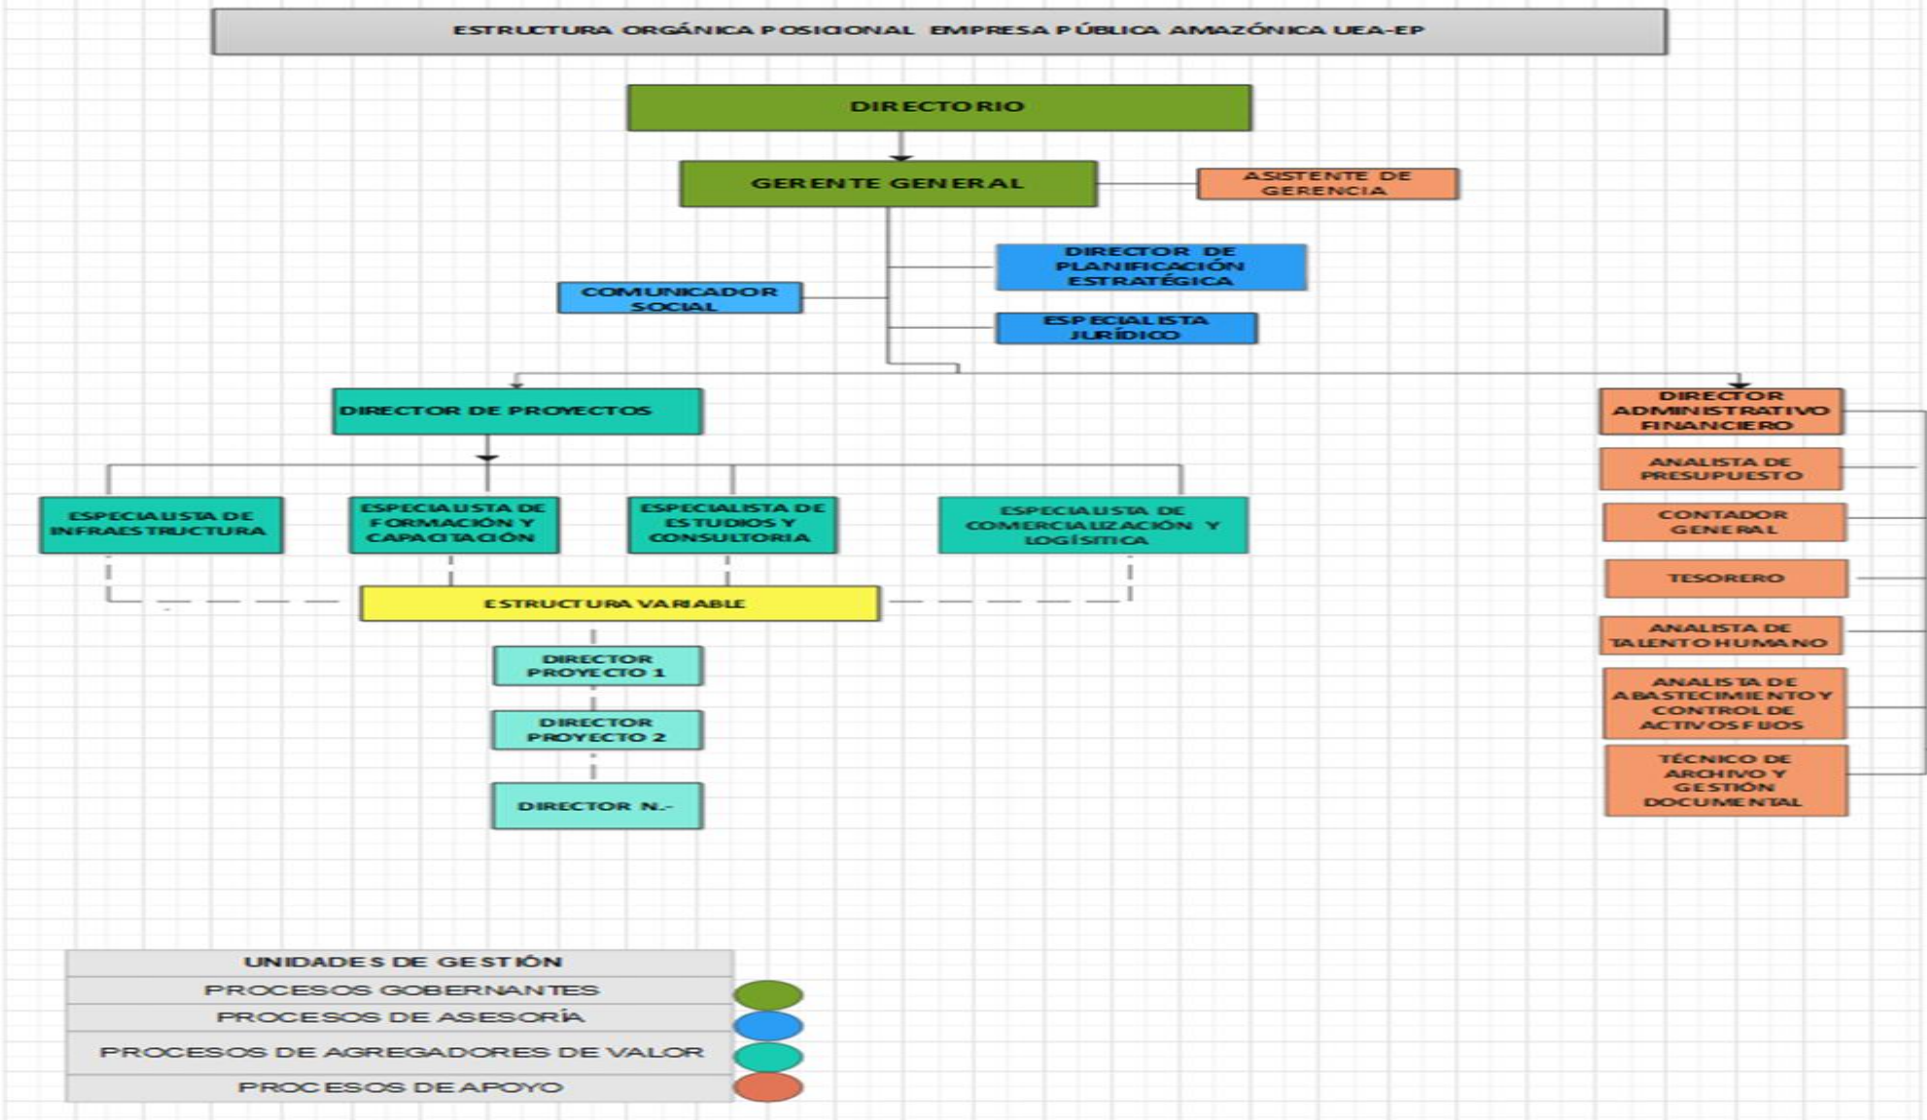 ESTRUCTURA ORGÁNICA POSICIONAL EMPRESA PÚBLICA AMAZÓNICA UEA-EP
DIRECTORIO
GERENTE GENERAL
ASISTENTE DE
GERENCIA
DIRECTOR DE
PLANIFICACIÓN
ESTRATÉGICA
COMUNICADOR
SOCIAL
ESPECIALISTA
JURÍDICO
DIRECTOR DE PROYECTOS
DIRECTOR
ADMINISTRATIVO
FINANCIERO
ANALISTA DE
PRESUPUESTO
CONTADOR
GENERAL
TESORERO
ANALISTA DE
TALENTO HUMANO
ANALISTA DE
ABASTECIMIENTO Y
CONTROL DE
ACTIVOS FIJOS
TÉCNICO DE
ARCHIVO Y
GESTIÓN
DOCUMENTAL
ESPECIALISTA DE
INFRAESTRUCTURA
ESPECIALISTA DE
FORMACIÓN Y
CAPACITACIÓN
ESPECIALISTA DE
ESTUDIOS Y
CONSULTORIA
ESPECIALISTA DE
COMERCIALIZACIÓN Y
LOGÍSITICA
ESTRUCTURA VARIABLE
DIRECTOR
PROYECTO 1
DIRECTOR
PROYECTO 2
DIRECTOR N.-
UNIDADES DE GESTIÓN
PROCESOS GOBERNANTES
PROCESOS DE ASESORÍA
PROCESOS DE AGREGADORES DE VALOR
PROCESOS DE APOYO